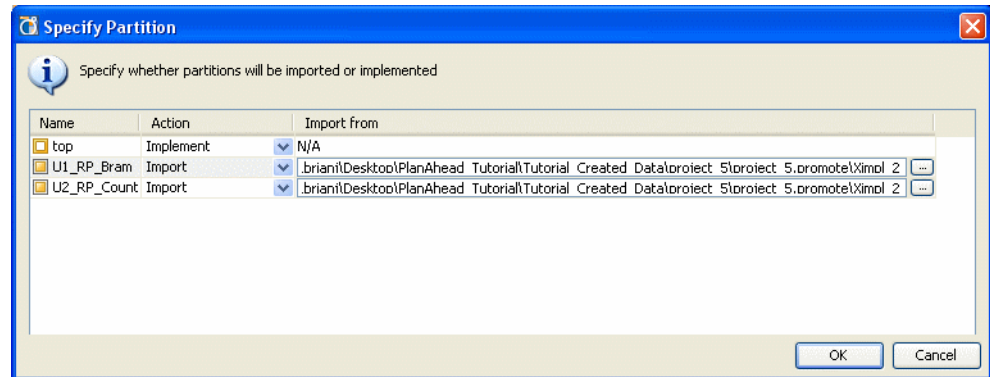 Specify Partition
Specify whether partitions will be imported or implemented
Name Action Import from
top Implement N/A
U1_RP_Bram Import .briani\Desktop\PlanAhead_Tutorial\Tutorial_Created_Data\project_5\project_5.promote\Ximpl_2 ...
U2_RP_Count Import .briani\Desktop\PlanAhead_Tutorial\Tutorial_Created_Data\project_5\project_5.promote\Ximpl_2 ...
OK Cancel